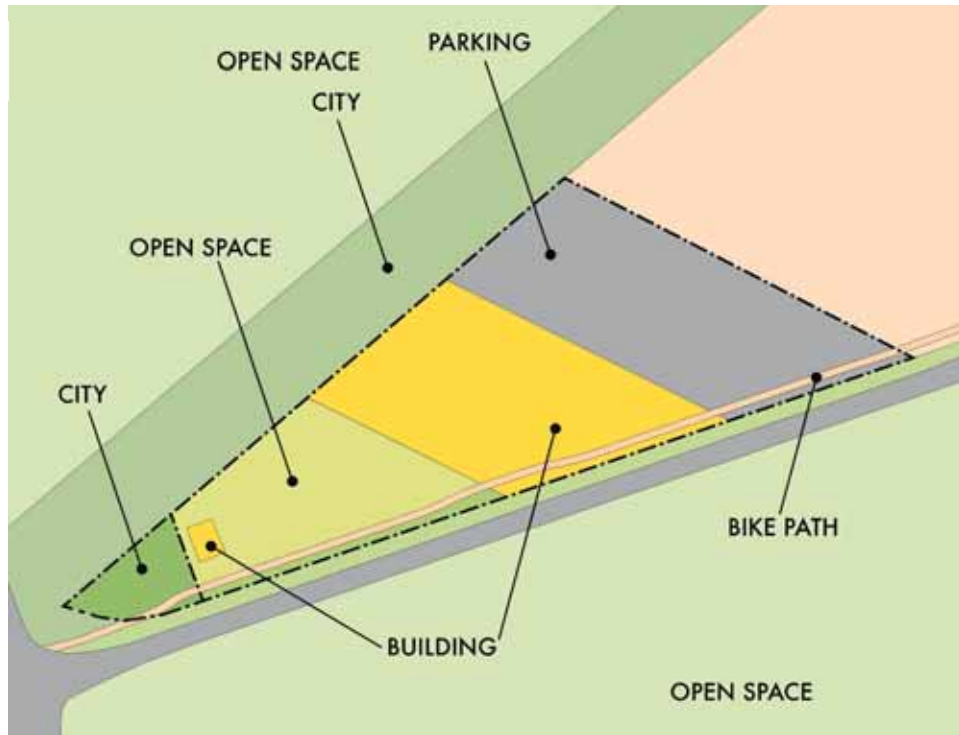 PARKING
OPEN SPACE
CITY
OPEN SPACE
CITY
BIKE PATH
BUILDING
OPEN SPACE